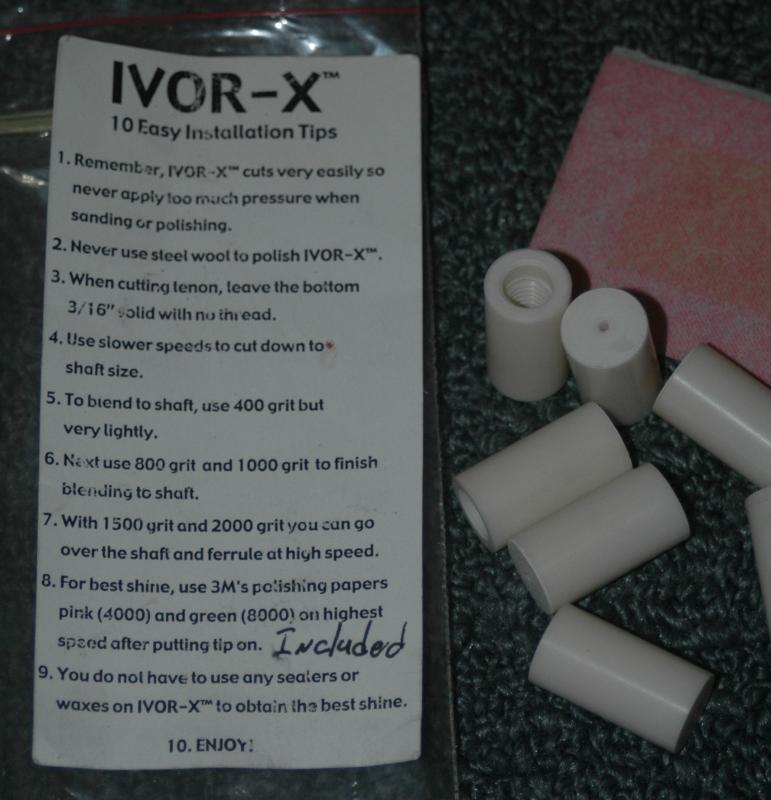 IVOR-X™
10 Easy Installation Tips
1. Remember, IVOR-X™ cuts very easily so
never apply too much pressure when
sanding or polishing.
2. Never use steel wool to polish IVOR-X™.
3. When cutting tenon, leave the bottom
3/16" solid with no thread.
4. Use slower speeds to cut down to
shaft size.
5. To blend to shaft, use 400 grit but
very lightly.
6. Next use 800 grit and 1000 grit to finish
blending to shaft.
7. With 1500 grit and 2000 grit you can go
over the shaft and ferrule at high speed.
8. For best shine, use 3M's polishing papers
pink (4000) and green (8000) on highest
speed after putting tip on. Included
9. You do not have to use any sealers or
waxes on IVOR-X™ to obtain the best shine.
10. ENJOY!